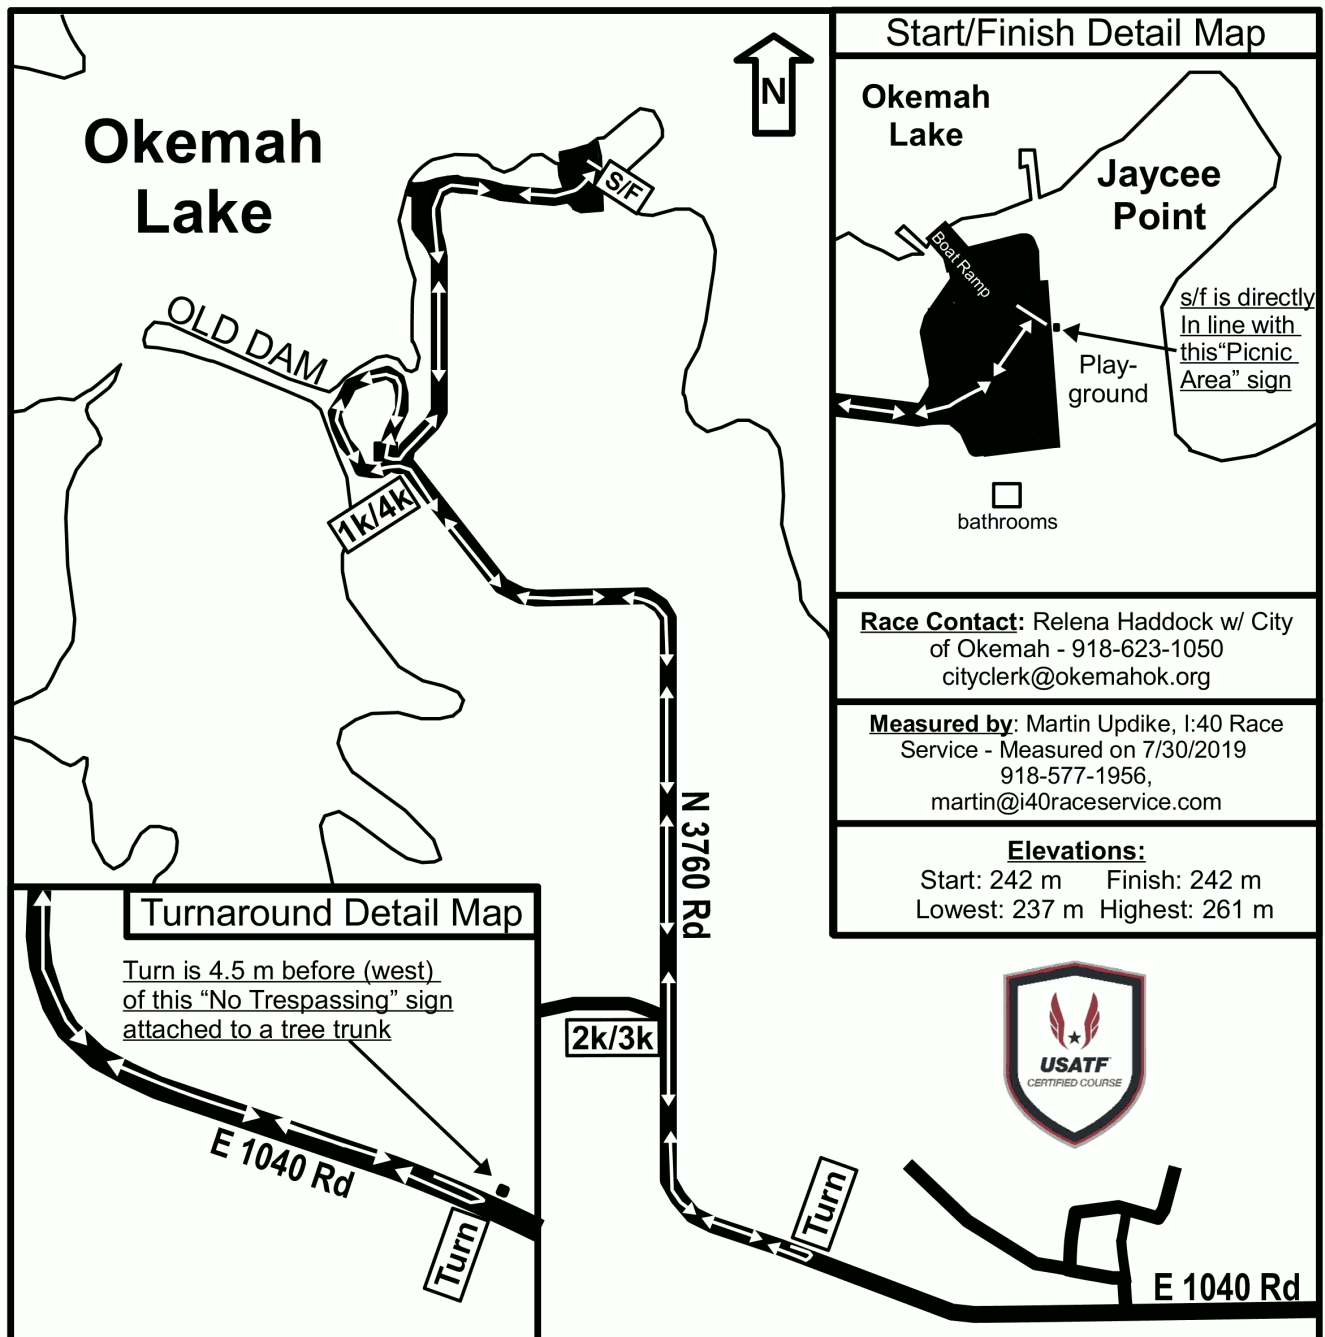 Okemah
Lake
N
S/F
OLD DAM
1k/4k
N 3760 Rd
2k/3k
Turn
E 1040 Rd
Start/Finish Detail Map
Okemah
Lake
Jaycee
Point
Boat Ramp
s/f is directly
In line with
this“Picnic
Area” sign
Play-
ground
bathrooms
Race Contact: Relena Haddock w/ City
of Okemah - 918-623-1050
cityclerk@okemahok.org
Measured by: Martin Updike, I:40 Race
Service - Measured on 7/30/2019
918-577-1956,
martin@i40raceservice.com
Elevations:
Start: 242 m Finish: 242 m
Lowest: 237 m Highest: 261 m
USATF
CERTIFIED COURSE
Turnaround Detail Map
Turn is 4.5 m before (west)
of this “No Trespassing” sign
attached to a tree trunk
E 1040 Rd
Turn